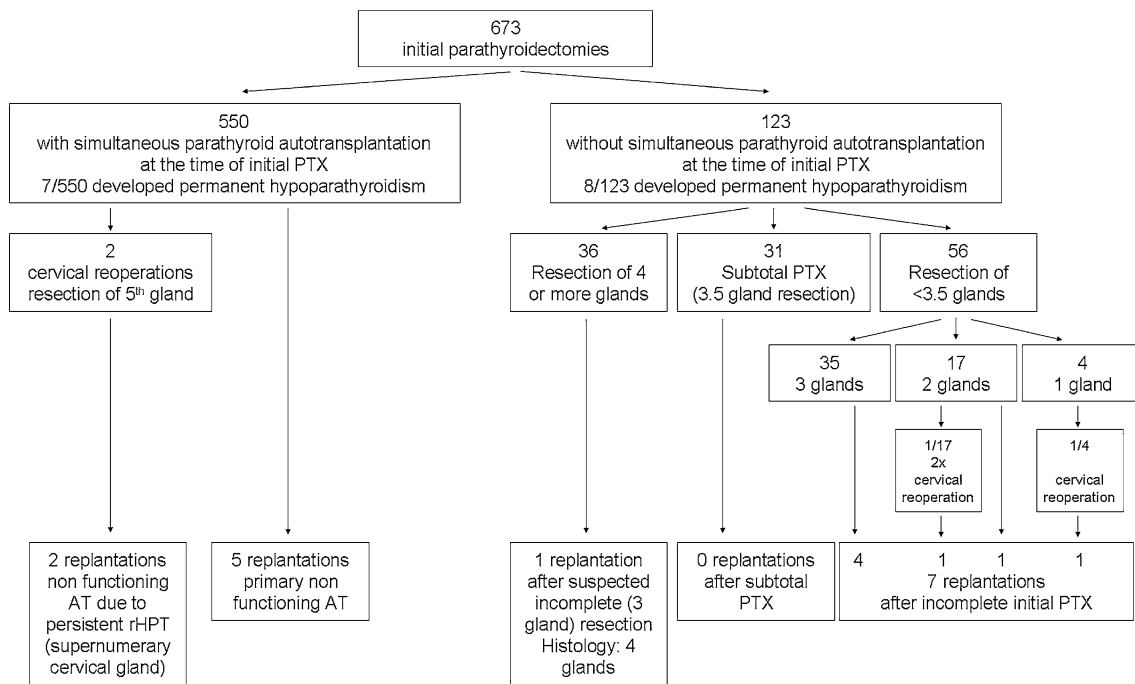 673
initial parathyroidectomies
550
with simultaneous parathyroid autotransplantation
at the time of initial PTX
7/550 developed permanent hypoparathyroidism
123
without simultaneous parathyroid autotransplantation
at the time of initial PTX
8/123 developed permanent hypoparathyroidism
2
cervical reoperations
resection of 5th gland
36
Resection of 4
or more glands
31
Subtotal PTX
(3.5 gland resection)
56
Resection of
<3.5 glands
35
3 glands
17
2 glands
4
1 gland
1/17
2x
cervical
reoperation
1/4
cervical
reoperation
2 replantations
non functioning
AT due to
persistent rHPT
(supernumerary
cervical gland)
5 replantations
primary non
functioning AT
1 replantation
after suspected
incomplete (3
gland) resection
Histology: 4
glands
0 replantations
after subtotal
PTX
4 1 1 1
7 replantations
after incomplete initial PTX